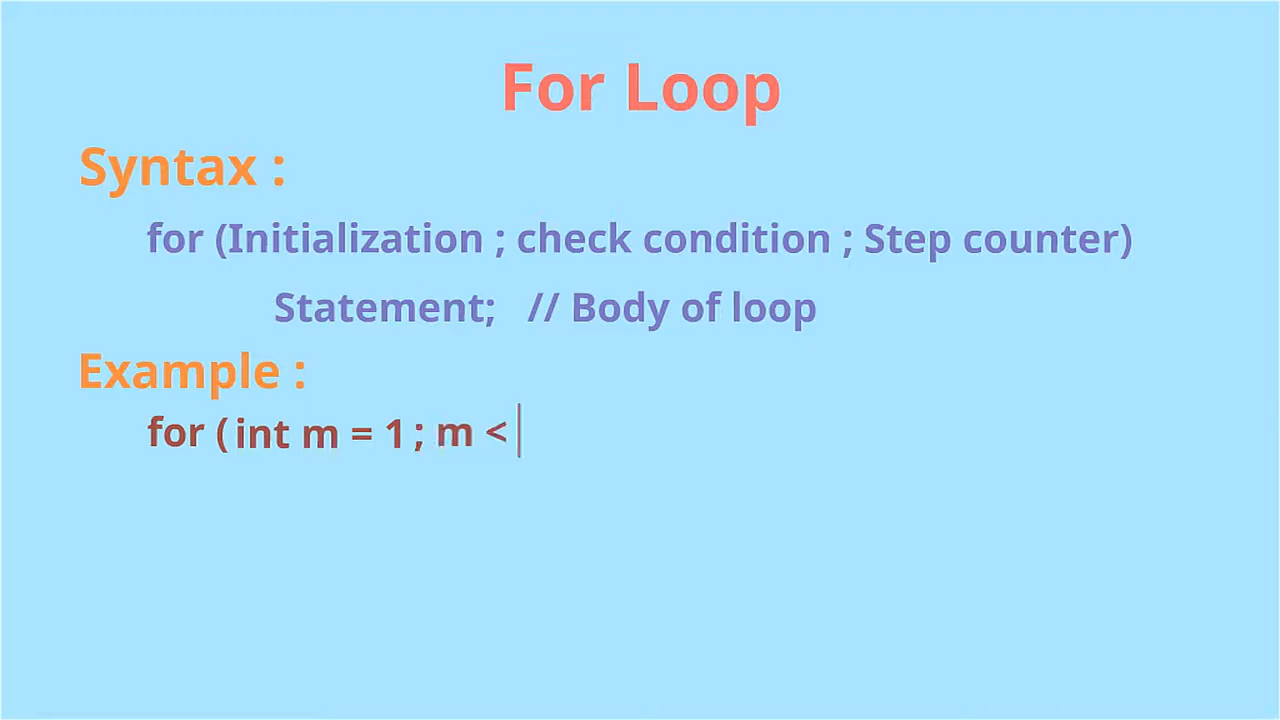 For Loop
Syntax :
for (Initialization ; check condition ; Step counter)
Statement; // Body of loop
Example :
for ( int m = 1 ; m <